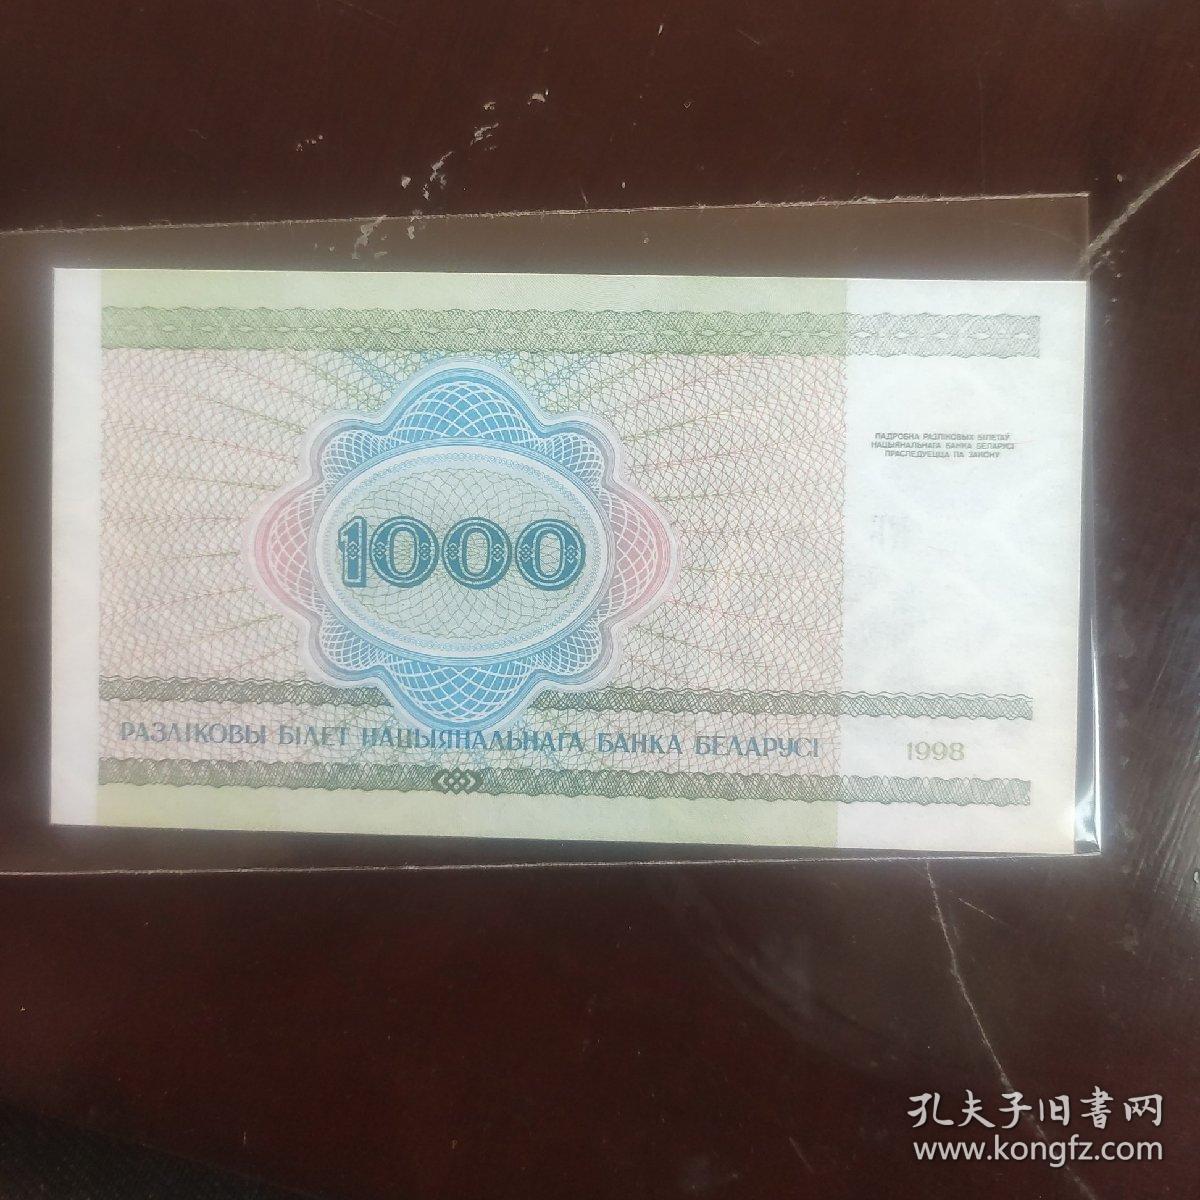 ПАДРОБКА РАЗЛІКОВЫХ БІЛЕТАЎ
НАЦЫЯНАЛЬНАГА БАНКА БЕЛАРУСІ
ПРАСЛЕДУЕЦЦА ПА ЗАКОНУ
1000
РАЗЛІКОВЫ БІЛЕТ НАЦЫЯНАЛЬНАГА БАНКА БЕЛАРУСІ
1998
孔夫子旧書网
www.kongfz.com